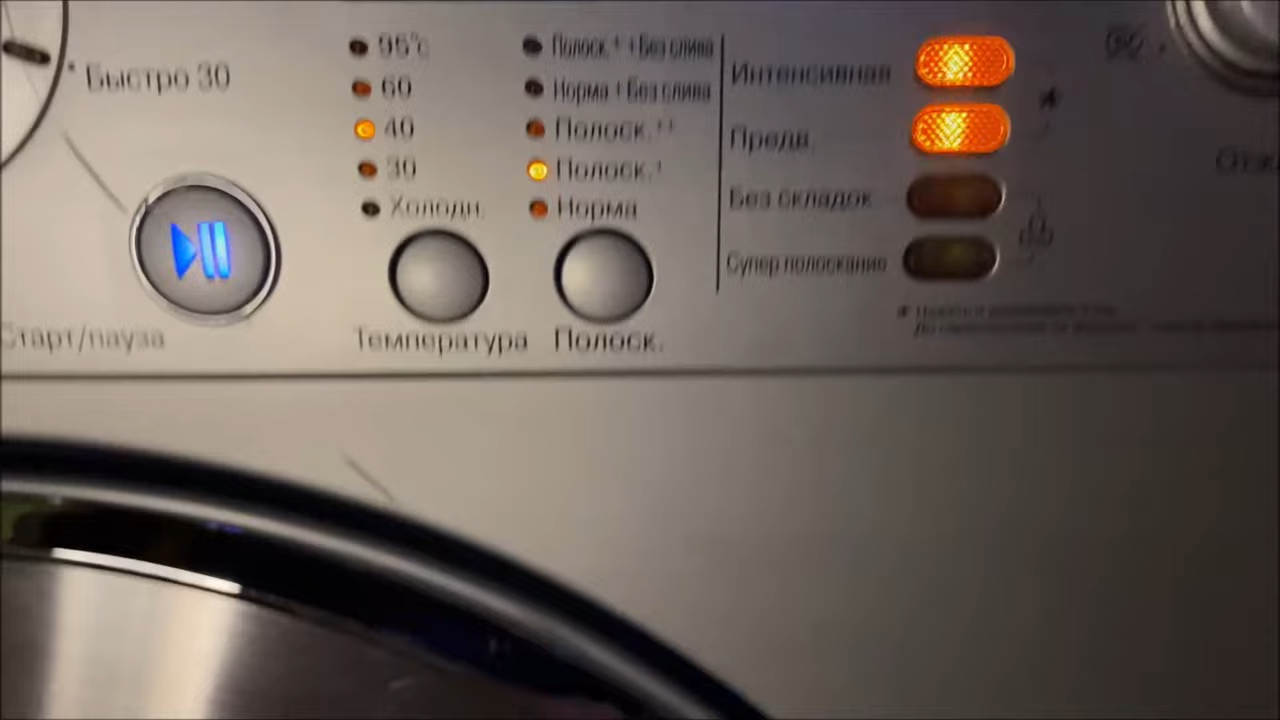 Быстро 30
Старт/пауза
95°c
60
40
30
Холодн.
Температура
Полоск.⁺⁺+Без слива
Норма+Без слива
Полоск.⁺⁺
Полоск.⁺
Норма
Полоск.
Интенсивная
Предв.
Без складок
Супер полоскание